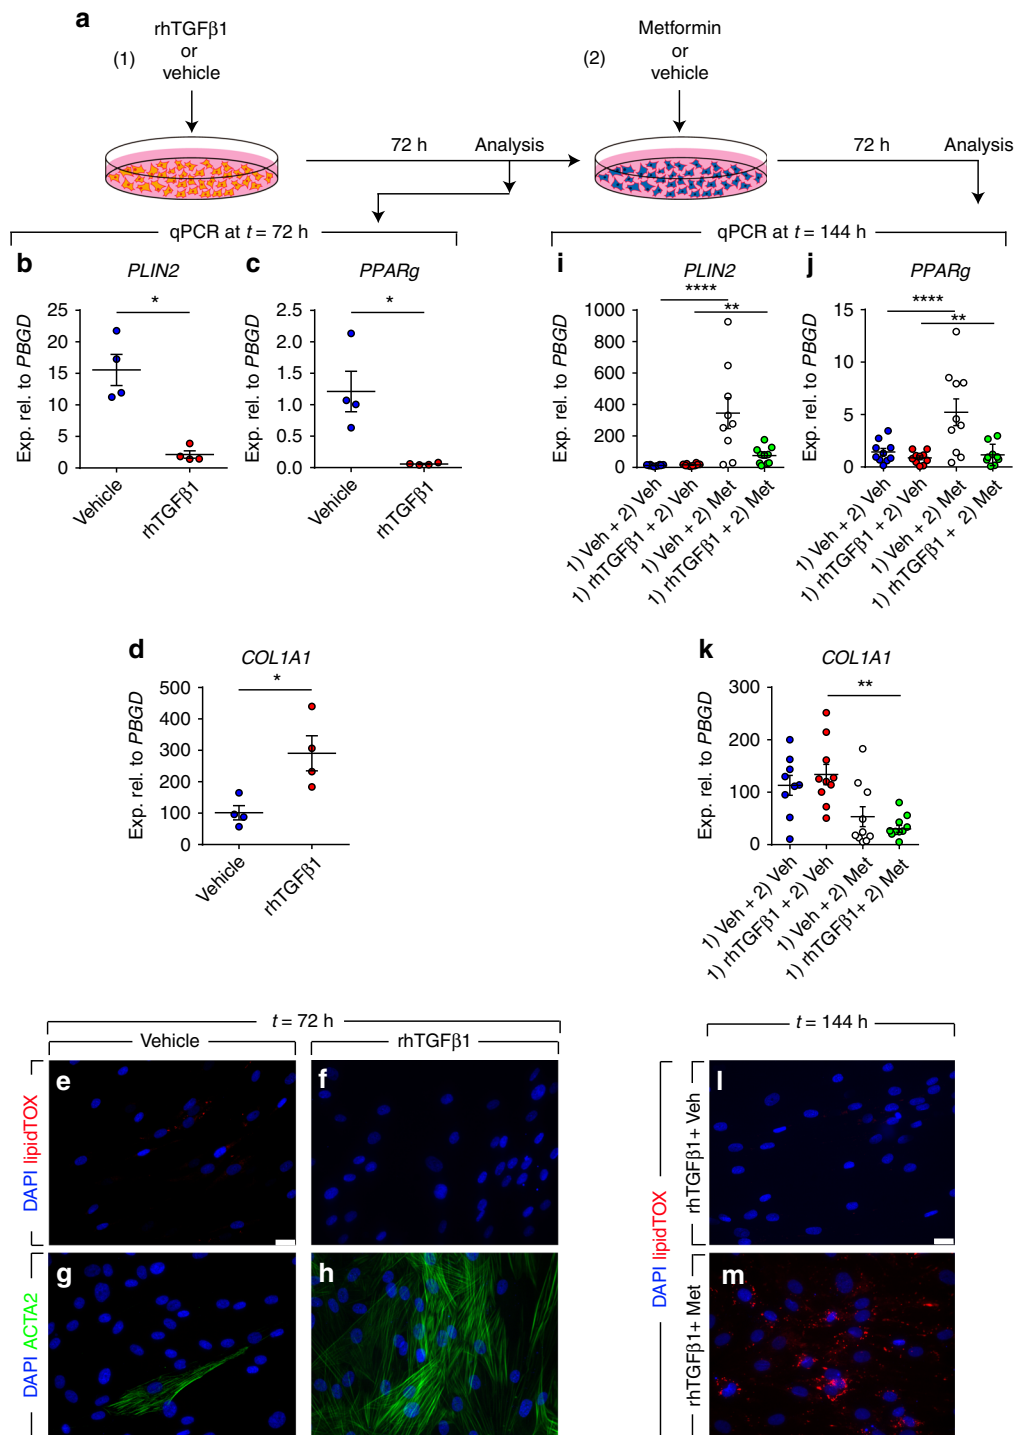 a
rhTGFβ1
or
vehicle
(1)
Metformin
or
vehicle
(2)
72 h
Analysis
72 h
Analysis
qPCR at t = 72 h
qPCR at t = 144 h
b
PLIN2
*
Exp. rel. to PBGD
25
20
15
10
5
0
Vehicle
rhTGFβ1
c
PPARg
*
Exp. rel. to PBGD
2.5
2.0
1.5
1.0
0.5
0.0
Vehicle
rhTGFβ1
i
PLIN2
****
**
Exp. rel. to PBGD
1000
800
600
400
200
0
1) Veh + 2) Veh
1) rhTGFβ1 + 2) Veh
1) Veh + 2) Met
1) rhTGFβ1 + 2) Met
j
PPARg
****
**
Exp. rel. to PBGD
15
10
5
0
1) Veh + 2) Veh
1) rhTGFβ1 + 2) Veh
1) Veh + 2) Met
1) rhTGFβ1 + 2) Met
d
COL1A1
*
Exp. rel. to PBGD
500
400
300
200
100
0
Vehicle
rhTGFβ1
k
COL1A1
**
Exp. rel. to PBGD
300
200
100
0
1) Veh + 2) Veh
1) rhTGFβ1 + 2) Veh
1) Veh + 2) Met
1) rhTGFβ1+ 2) Met
t = 72 h
Vehicle
rhTGFβ1
DAPI lipidTOX
e
f
DAPI ACTA2
g
h
t = 144 h
DAPI lipidTOX
rhTGFβ1+ Veh
l
rhTGFβ1+ Met
m